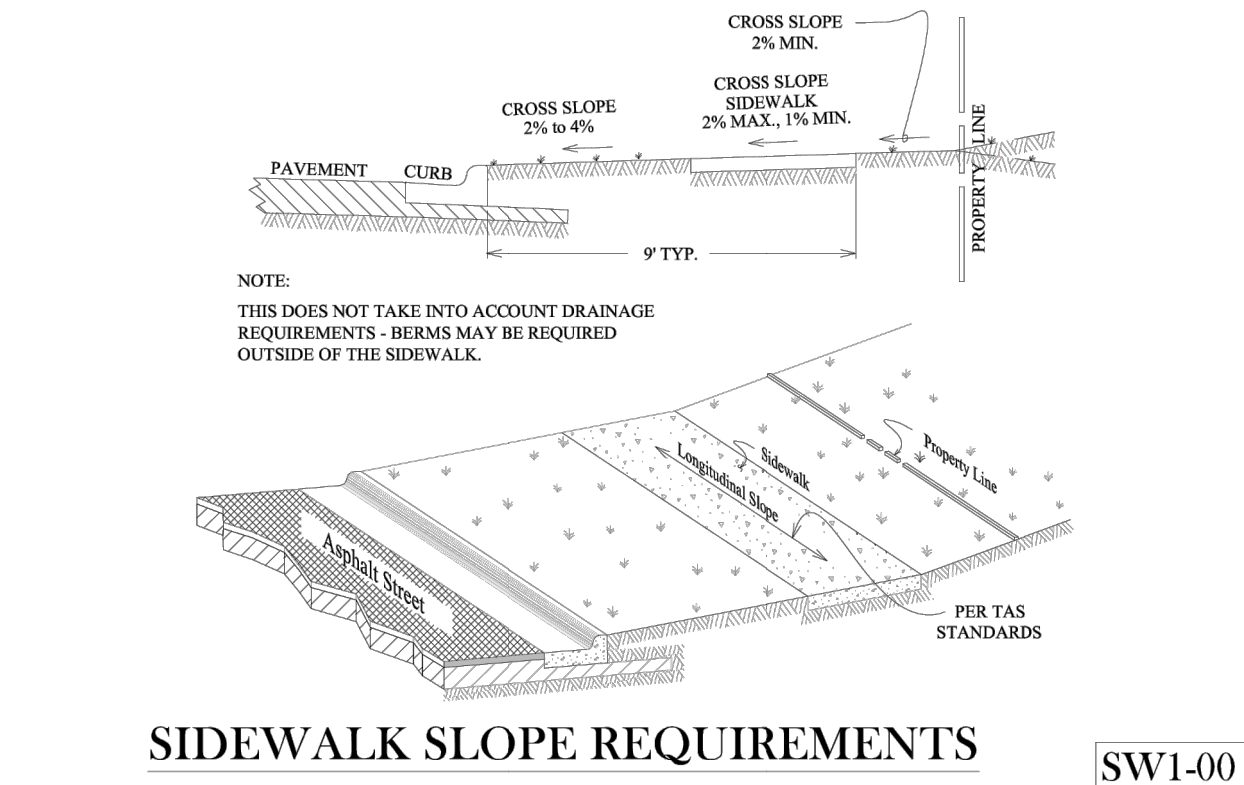 CROSS SLOPE
2% MIN.
CROSS SLOPE
SIDEWALK
2% MAX., 1% MIN.
CROSS SLOPE
2% to 4%
PAVEMENT
CURB
PROPERTY LINE
9' TYP.
NOTE:
THIS DOES NOT TAKE INTO ACCOUNT DRAINAGE
REQUIREMENTS - BERMS MAY BE REQUIRED
OUTSIDE OF THE SIDEWALK.
Property Line
Sidewalk
Longitudinal Slope
Asphalt Street
PER TAS
STANDARDS
SIDEWALK SLOPE REQUIREMENTS
SW1-00